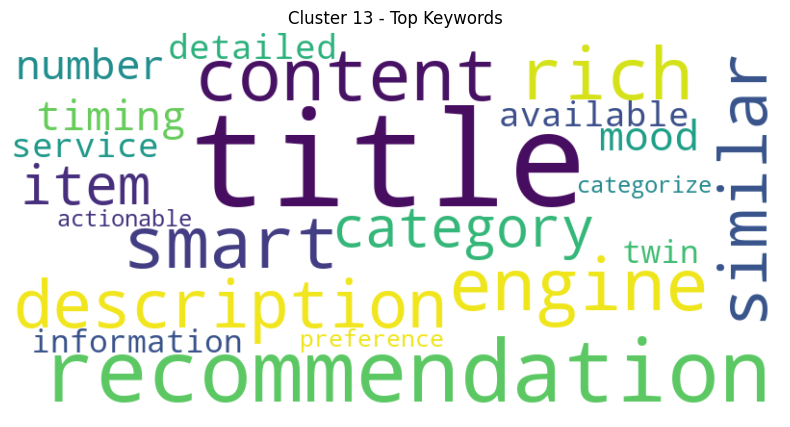 Cluster 13 - Top Keywords
detailed
number
content
rich
timing
title
available
mood
similar
service
item
categorize
actionable
smart
category
twin
description
engine
information
preference
recommendation